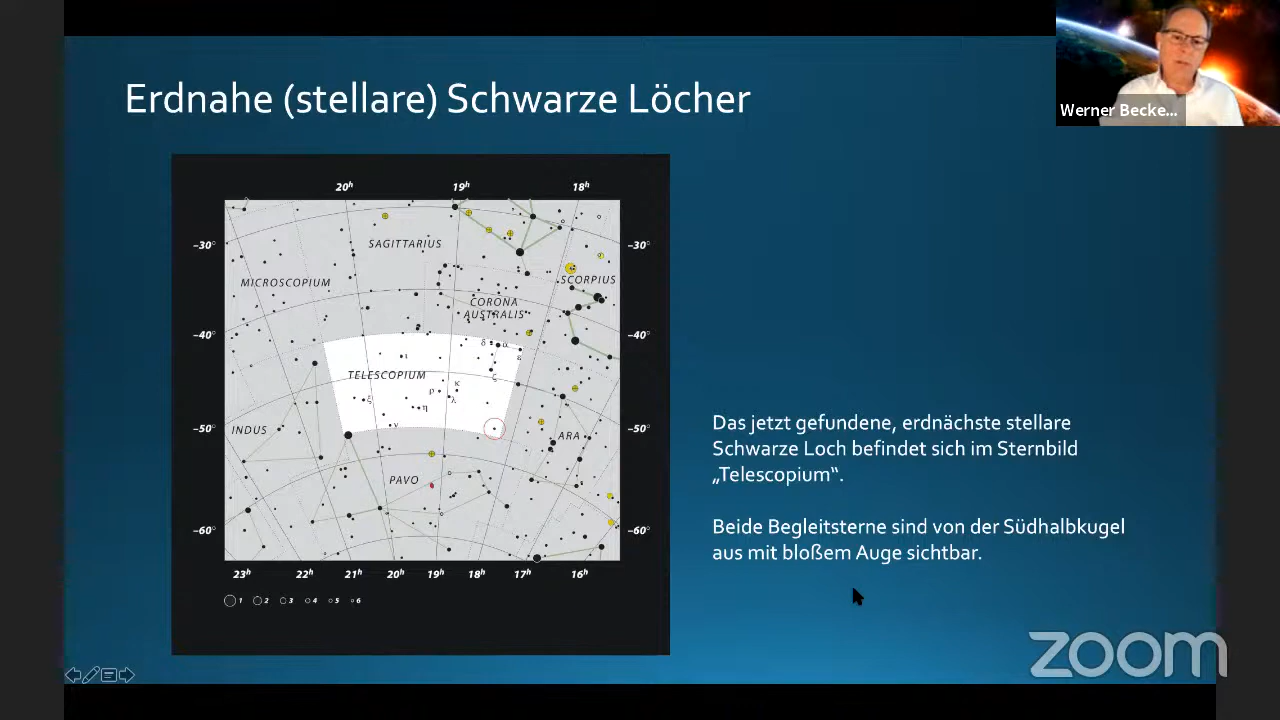 Erdnahe (stellare) Schwarze Löcher
Werner Becke...
20h 19h 18h
SAGITTARIUS
-30° -30°
MICROSCOPIUM
SCORPIUS
CORONA
AUSTRALIS
-40° -40°
δ α
ε
ι
TELESCOPIUM
ζ
κ
ρ
λ
ξ
η
ν
-50° INDUS ARA -50°
PAVO
-60° -60°
23h 22h 21h 20h 19h 18h 17h 16h
1 2 3 4 5 6
Das jetzt gefundene, erdnächste stellare
Schwarze Loch befindet sich im Sternbild
„Telescopium“.
Beide Begleitsterne sind von der Südhalbkugel
aus mit bloßem Auge sichtbar.
zoom